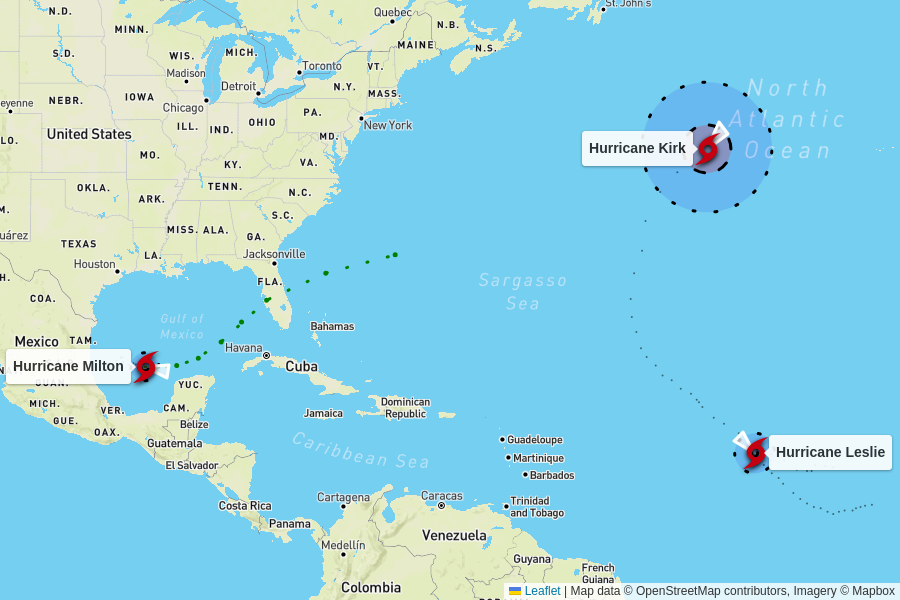 St. John's
N.D.
Quebec
MINN.
N.B.
MAINE
S.D.
WIS.
MICH.
N.S.
Madison
Toronto
VT.
Detroit
N.Y.
MASS.
North
Atlantic
Ocean
eyenne
NEBR.
IOWA
Chicago
PA.
United States
ILL.
IND.
OHIO
New York
LO.
MD.
MO.
Hurricane Kirk
KY.
VA.
OKLA.
TENN.
N.C.
ARK.
M.
S.C.
uárez
MISS.
ALA.
GA.
TEXAS
LA.
Jacksonville
Houston
H.
FLA.
Sargasso
Sea
COA.
Gulf of
Mexico
Bahamas
Mexico
TAM.
Havana
Hurricane Milton
Cuba
N
GUAN.
YUC.
MICH.
VER.
CAM.
Dominican
Republic
Jamaica
GUE.
OAX.
Belize
Guatemala
Caribbean Sea
Guadeloupe
Hurricane Leslie
El Salvador
Martinique
Barbados
Costa Rica
Cartagena
Caracas
Trinidad
and Tobago
Panama
Medellín
Venezuela
Guyana
French
Guiana
Colombia
Leaflet | Map data © OpenStreetMap contributors, Imagery © Mapbox